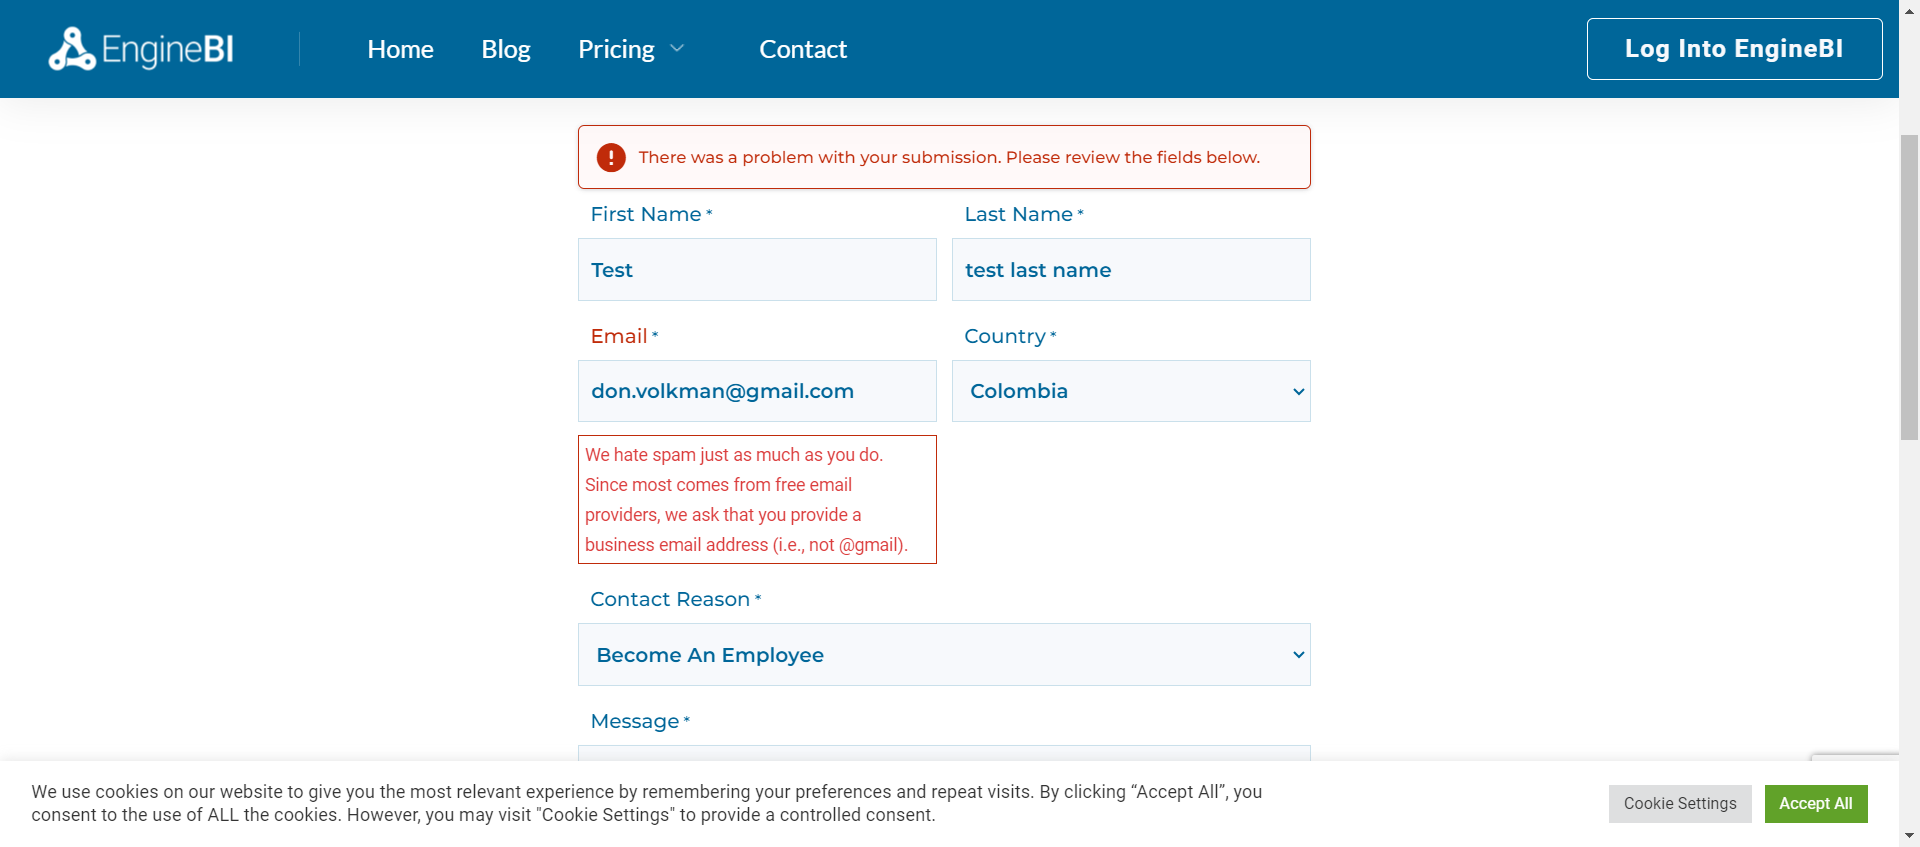 EngineBI
Home
Blog
Pricing
Contact
Log Into EngineBI
There was a problem with your submission. Please review the fields below.
First Name *
Last Name *
Test
test last name
Email *
Country *
don.volkman@gmail.com
Colombia
We hate spam just as much as you do.
Since most comes from free email
providers, we ask that you provide a
business email address (i.e., not @gmail).
Contact Reason *
Become An Employee
Message *
We use cookies on our website to give you the most relevant experience by remembering your preferences and repeat visits. By clicking “Accept All”, you
consent to the use of ALL the cookies. However, you may visit "Cookie Settings" to provide a controlled consent.
Cookie Settings
Accept All